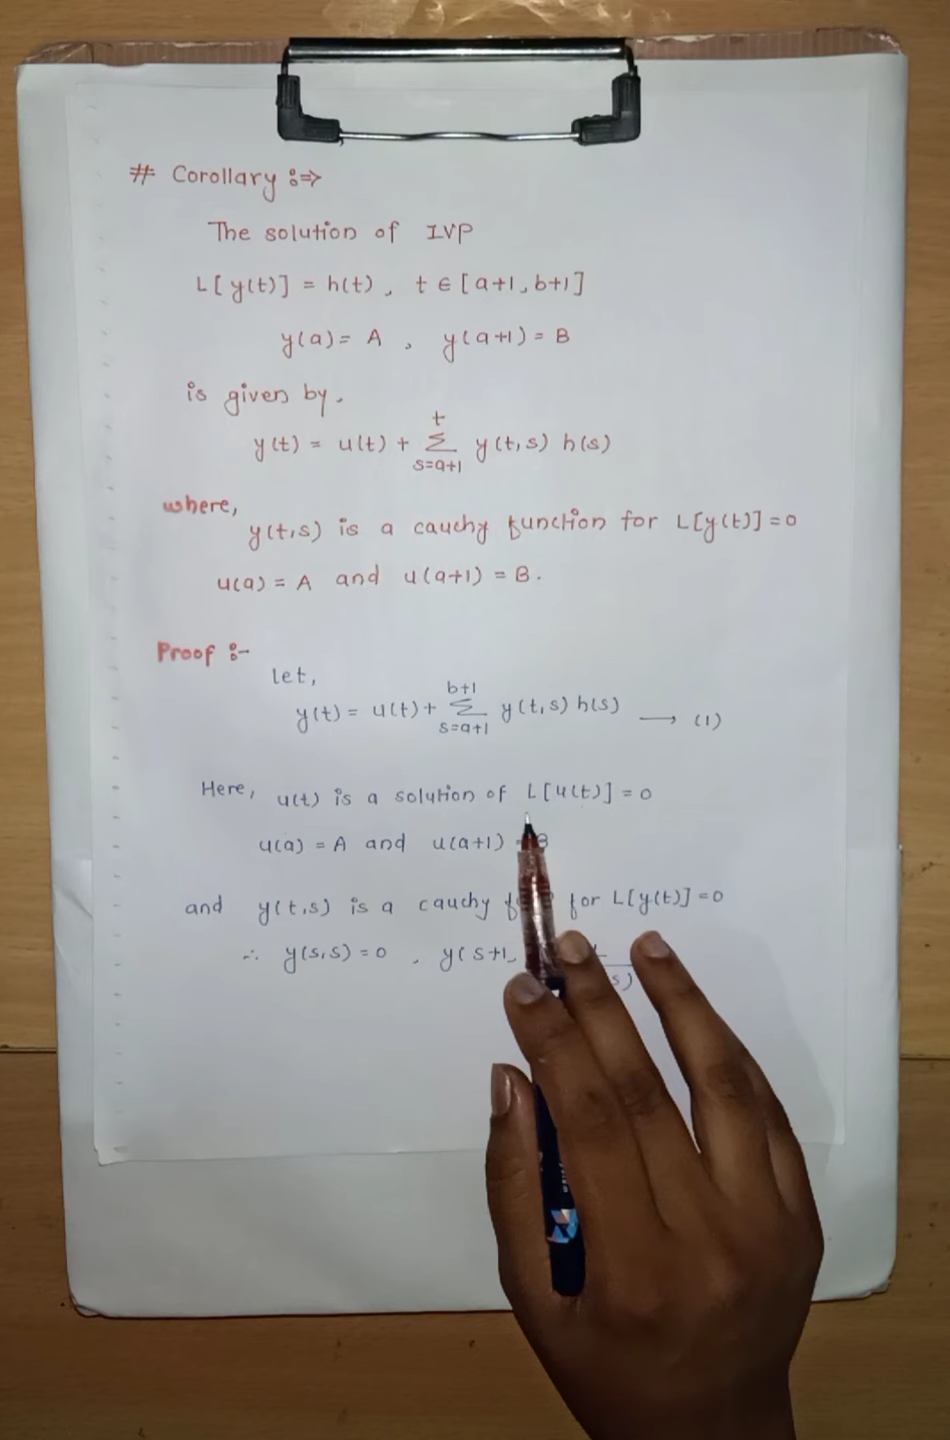 # Corollary :⇒
The solution of IVP
L[y(t)] = h(t), t ∈ [a+1, b+1]
y(a) = A , y(a+1) = B
is given by.
y(t) = u(t) + Σ_{s=a+1}^{t} y(t,s) h(s)
where,
y(t,s) is a cauchy function for L[y(t)] = 0
u(a) = A and u(a+1) = B.
Proof :-
Let,
y(t) = u(t) + Σ_{s=a+1}^{b+1} y(t,s) h(s) → (1)
Here, u(t) is a solution of L[u(t)] = 0
u(a) = A and u(a+1) B
and y(t,s) is a cauchy for L[y(t)] = 0
∴ y(s,s) = 0 , y(s+1, s)